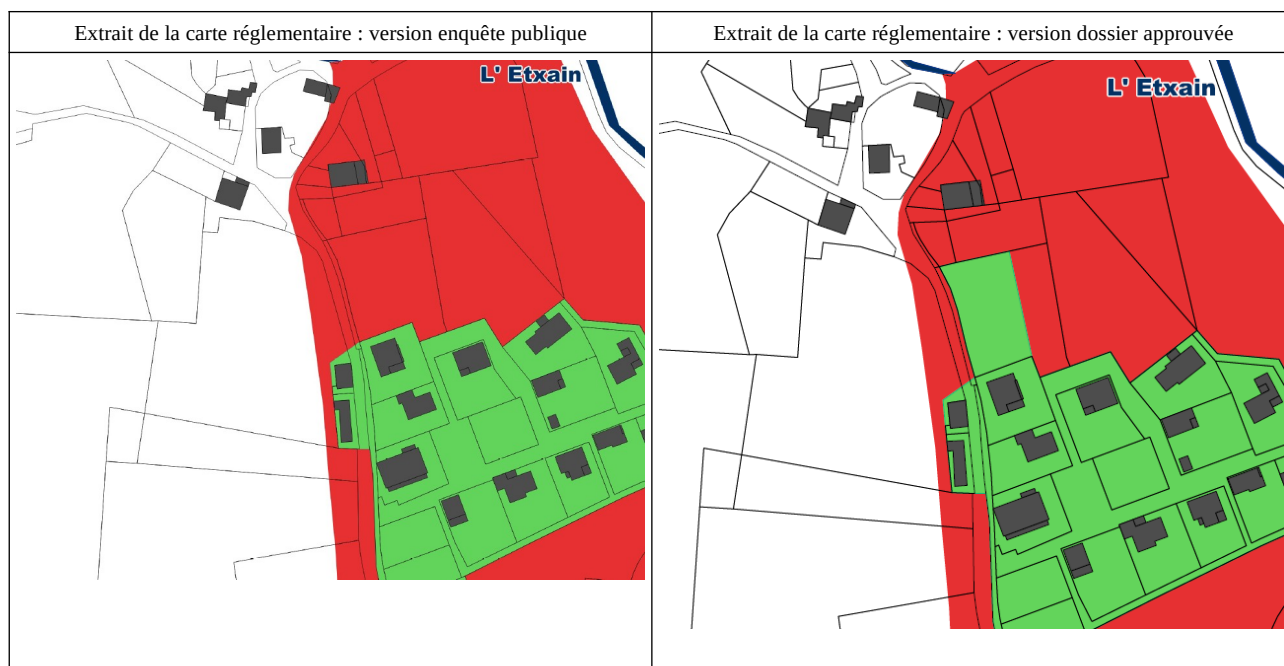 Extrait de la carte réglementaire : version enquête publique
Extrait de la carte réglementaire : version dossier approuvée
L' Etxain
L' Etxain